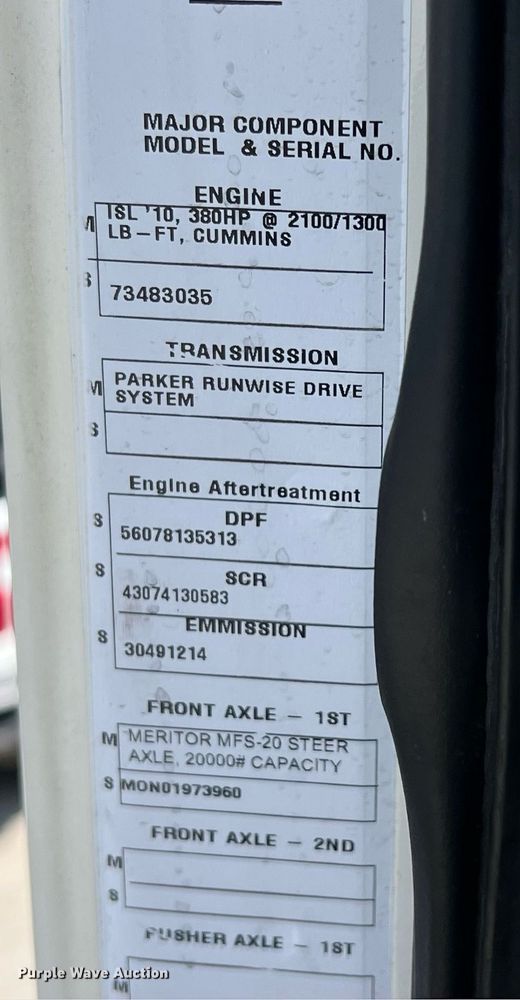 MAJOR COMPONENT
MODEL & SERIAL NO.
ENGINE
M ISL '10, 380HP @ 2100/1300
LB-FT, CUMMINS
S 73483035
TRANSMISSION
M PARKER RUNWISE DRIVE
SYSTEM
S
Engine Aftertreatment
DPF
S 56078135313
SCR
S 43074130583
EMMISSION
S 30491214
FRONT AXLE - 1ST
M MERITOR MFS-20 STEER
AXLE, 20000# CAPACITY
S MON01973960
FRONT AXLE - 2ND
M
S
PUSHER AXLE - 1ST
M
Purple Wave Auction